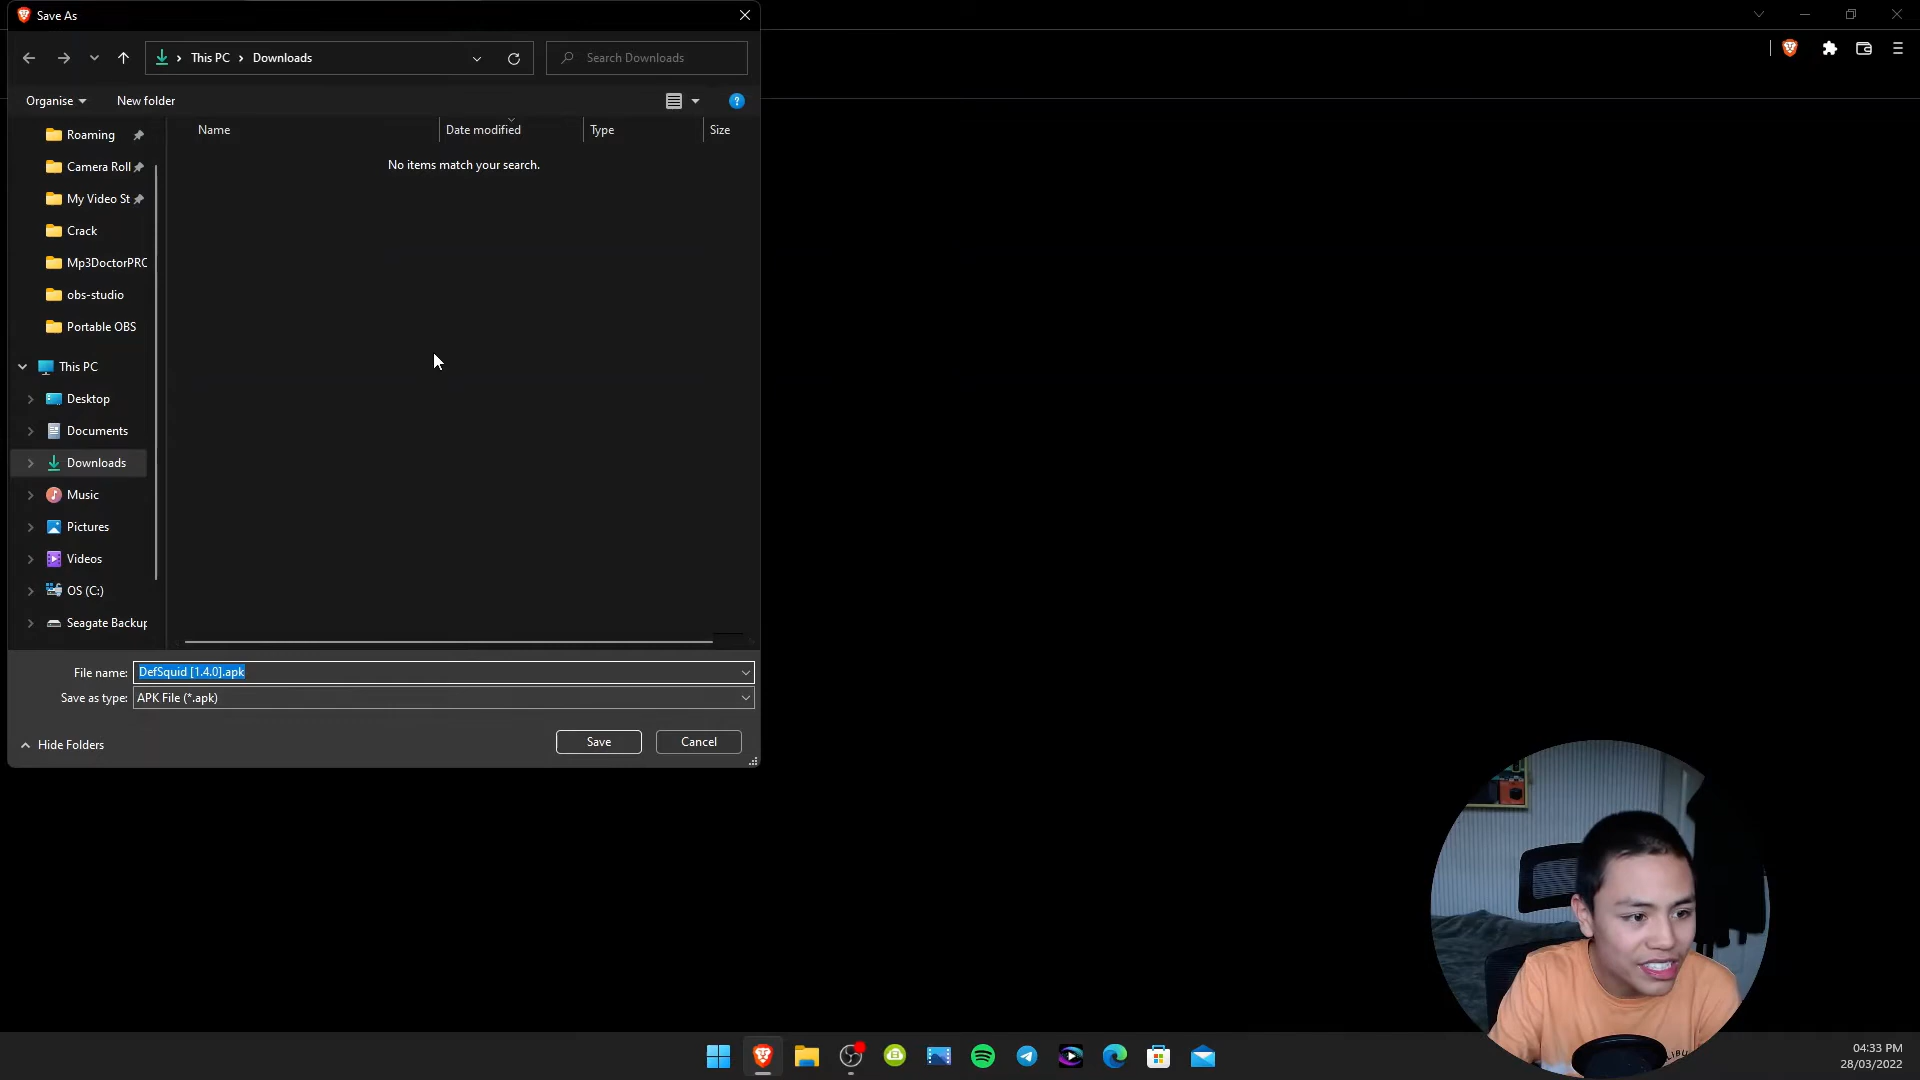 Save As
This PC
Downloads
Search Downloads
Organise
New folder
Name
Date modified
Type
Size
No items match your search.
Roaming
Camera Roll
My Video St
Crack
Mp3DoctorPRO
obs-studio
Portable OBS
This PC
Desktop
Documents
Downloads
Music
Pictures
Videos
OS (C:)
Seagate Backup
File name:
DefSquid [1.4.0].apk
Save as type:
APK File (*.apk)
Hide Folders
Save
Cancel
04:33 PM
28/03/2022